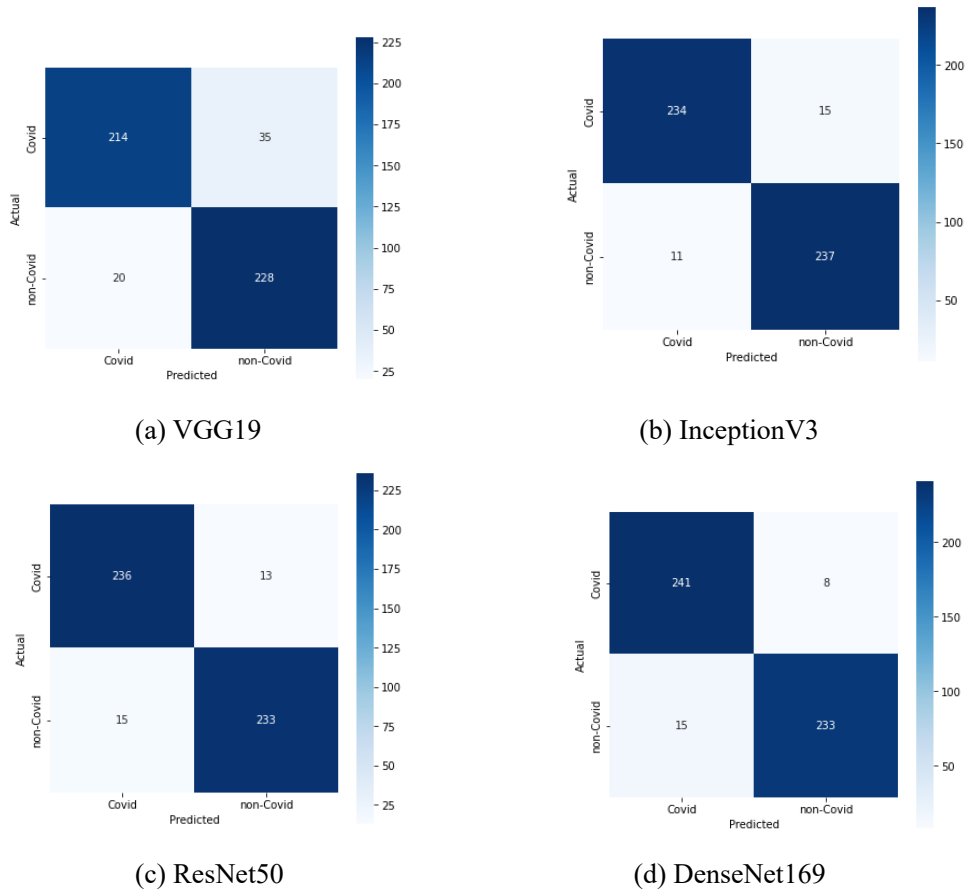 225
200
175
150
125
100
75
50
25
Covid
non-Covid
Actual
214 35
20 228
Covid non-Covid
Predicted
(a) VGG19
200
150
100
50
Covid
non-Covid
Actual
234 15
11 237
Covid non-Covid
Predicted
(b) InceptionV3
225
200
175
150
125
100
75
50
25
Covid
non-Covid
Actual
236 13
15 233
Covid non-Covid
Predicted
(c) ResNet50
200
150
100
50
Covid
non-Covid
Actual
241 8
15 233
Covid non-Covid
Predicted
(d) DenseNet169